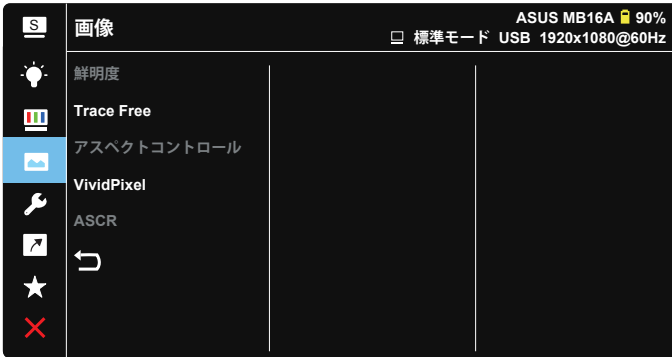 S
画像
ASUS MB16A 90%
標準モード USB 1920x1080@60Hz
鮮明度
Trace Free
アスペクトコントロール
VividPixel
ASCR